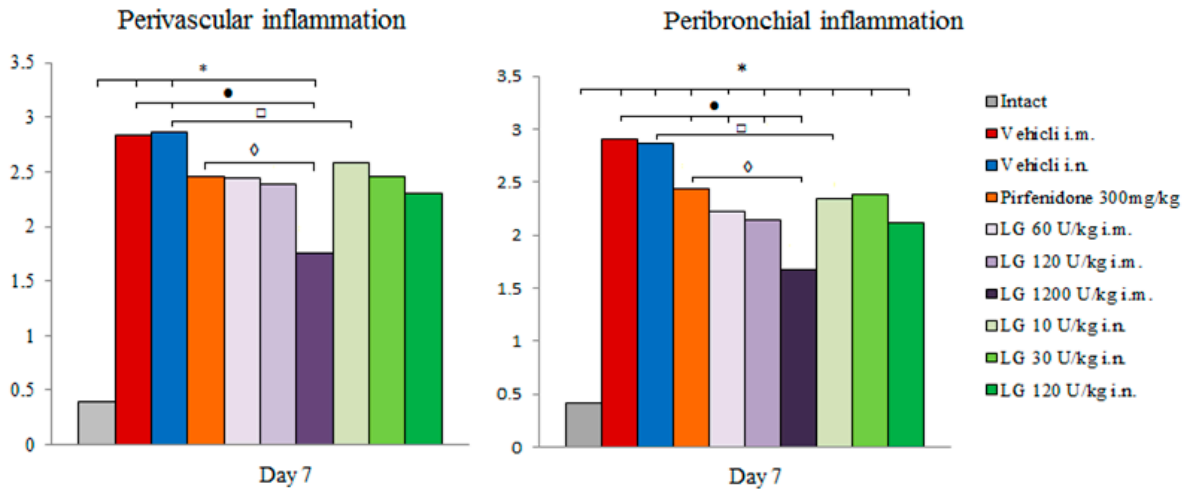 Perivascular inflammation
3.5
3
2.5
2
1.5
1
0.5
0
*
●
□
◊
Day 7
Peribronchial inflammation
3.5
3
2.5
2
1.5
1
0.5
0
*
●
□
◊
Day 7
Intact
Vehicli i.m.
Vehicli i.n.
Pirfenidone 300mg/kg
LG 60 U/kg i.m.
LG 120 U/kg i.m.
LG 1200 U/kg i.m.
LG 10 U/kg i.n.
LG 30 U/kg i.n.
LG 120 U/kg i.n.